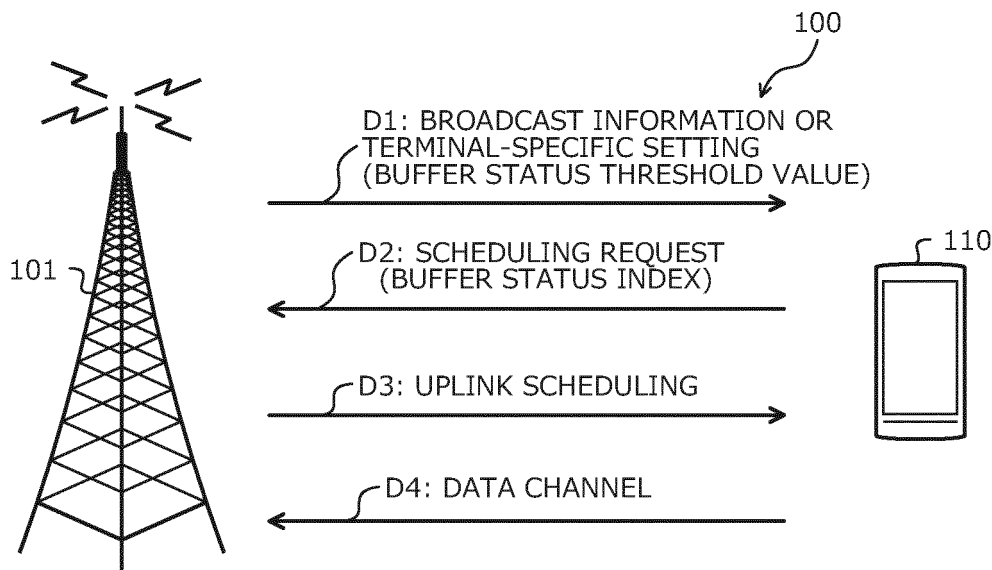 100
D1: BROADCAST INFORMATION OR
TERMINAL-SPECIFIC SETTING
(BUFFER STATUS THRESHOLD VALUE)
D2: SCHEDULING REQUEST
(BUFFER STATUS INDEX)
110
101
D3: UPLINK SCHEDULING
D4: DATA CHANNEL